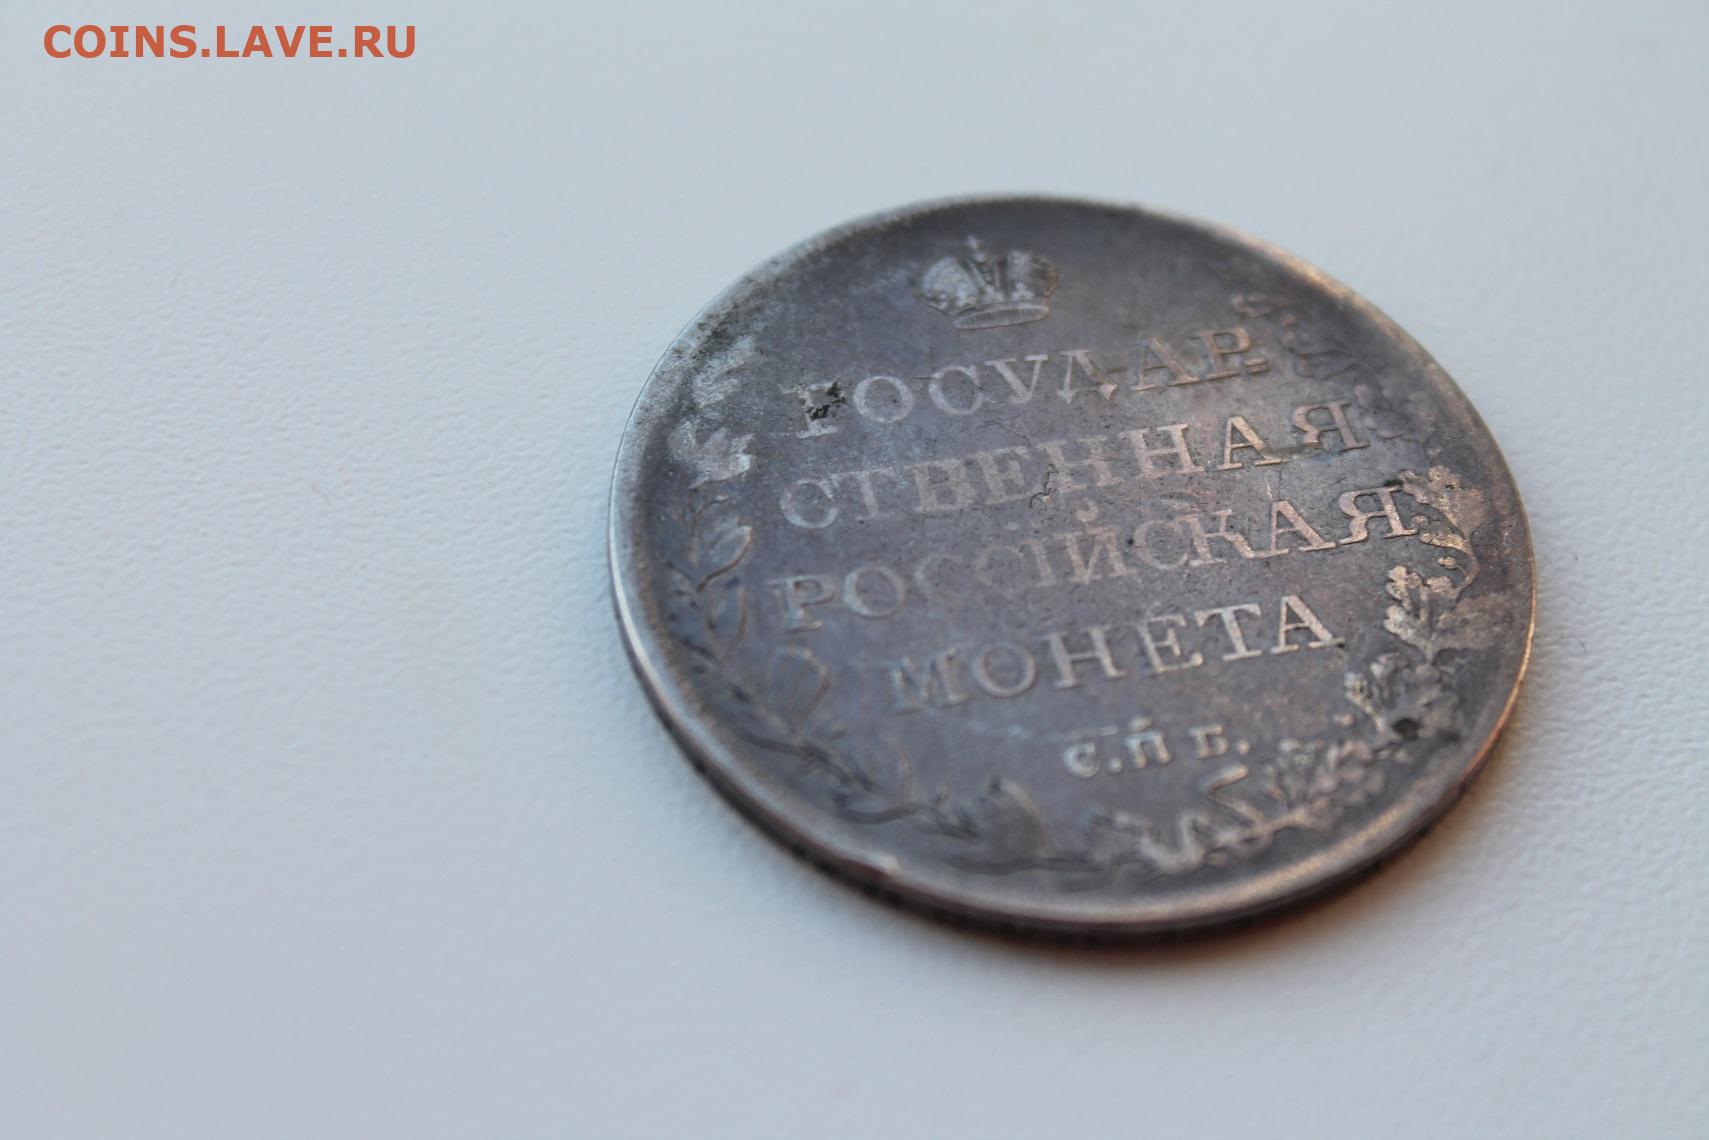 COINS.LAVE.RU
ГОСУДАР-
СТВЕННАЯ
РОССІЙСКАЯ
МОНЕТА
С.П.Б.